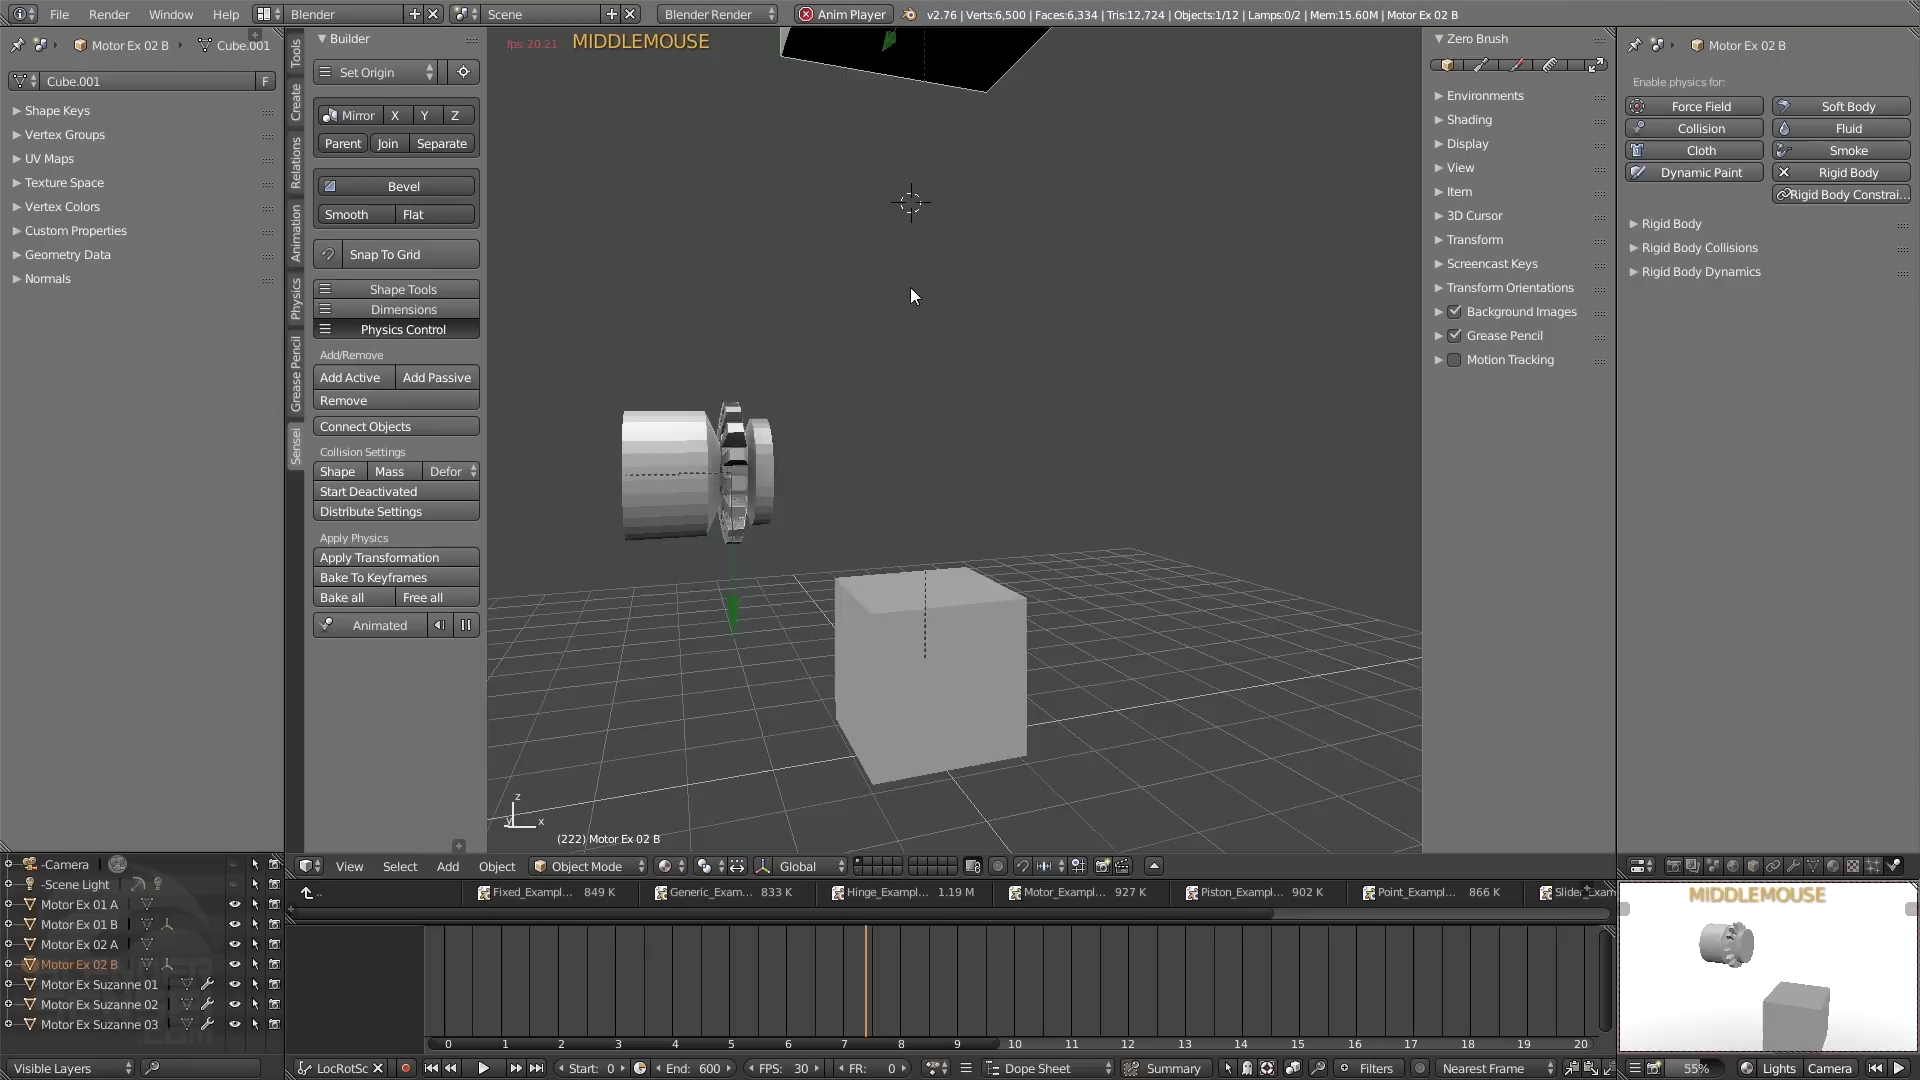 File Render Window Help Blender Scene Blender Render Anim Player v2.76 | Verts:6,500 | Faces:6,334 | Tris:12,724 | Objects:1/12 | Lamps:0/2 | Mem:15.60M | Motor Ex 02 B
Motor Ex 02 B Cube.001
Cube.001 F
Shape Keys
Vertex Groups
UV Maps
Texture Space
Vertex Colors
Custom Properties
Geometry Data
Normals
Tools
Create
Relations
Animation
Physics
Grease Pencil
Sensei
Builder
Set Origin
Mirror X Y Z
Parent Join Separate
Bevel
Smooth Flat
Snap To Grid
Shape Tools
Dimensions
Physics Control
Add/Remove
Add Active Add Passive
Remove
Connect Objects
Collision Settings
Shape Mass Defor
Start Deactivated
Distribute Settings
Apply Physics
Apply Transformation
Bake To Keyframes
Bake all Free all
Animated
fps: 20.21 MIDDLEMOUSE
z
x
(222) Motor Ex 02 B
Zero Brush
Environments
Shading
Display
View
Item
3D Cursor
Transform
Screencast Keys
Transform Orientations
Background Images
Grease Pencil
Motion Tracking
Motor Ex 02 B
Enable physics for:
Force Field Soft Body
Collision Fluid
Cloth Smoke
Dynamic Paint Rigid Body
Rigid Body Constrai...
Rigid Body
Rigid Body Collisions
Rigid Body Dynamics
View Select Add Object Object Mode Global
-Camera
-Scene Light
Motor Ex 01 A
Motor Ex 01 B
Motor Ex 02 A
Motor Ex 02 B
Motor Ex Suzanne 01
Motor Ex Suzanne 02
Motor Ex Suzanne 03
Visible Layers
.. Fixed_Exampl... 849 K Generic_Exam... 833 K Hinge_Exampl... 1.19 M Motor_Exampl... 927 K Piston_Exampl... 902 K Point_Exampl... 866 K
0 1 2 3 4 5 6 7 8 9 10 11 12 13 14 15 16 17 18 19 20
LocRotSc Start: 0 End: 600 FPS: 30 FR: 0 Dope Sheet Summary Filters Nearest Frame
MIDDLEMOUSE
55% Lights Camera